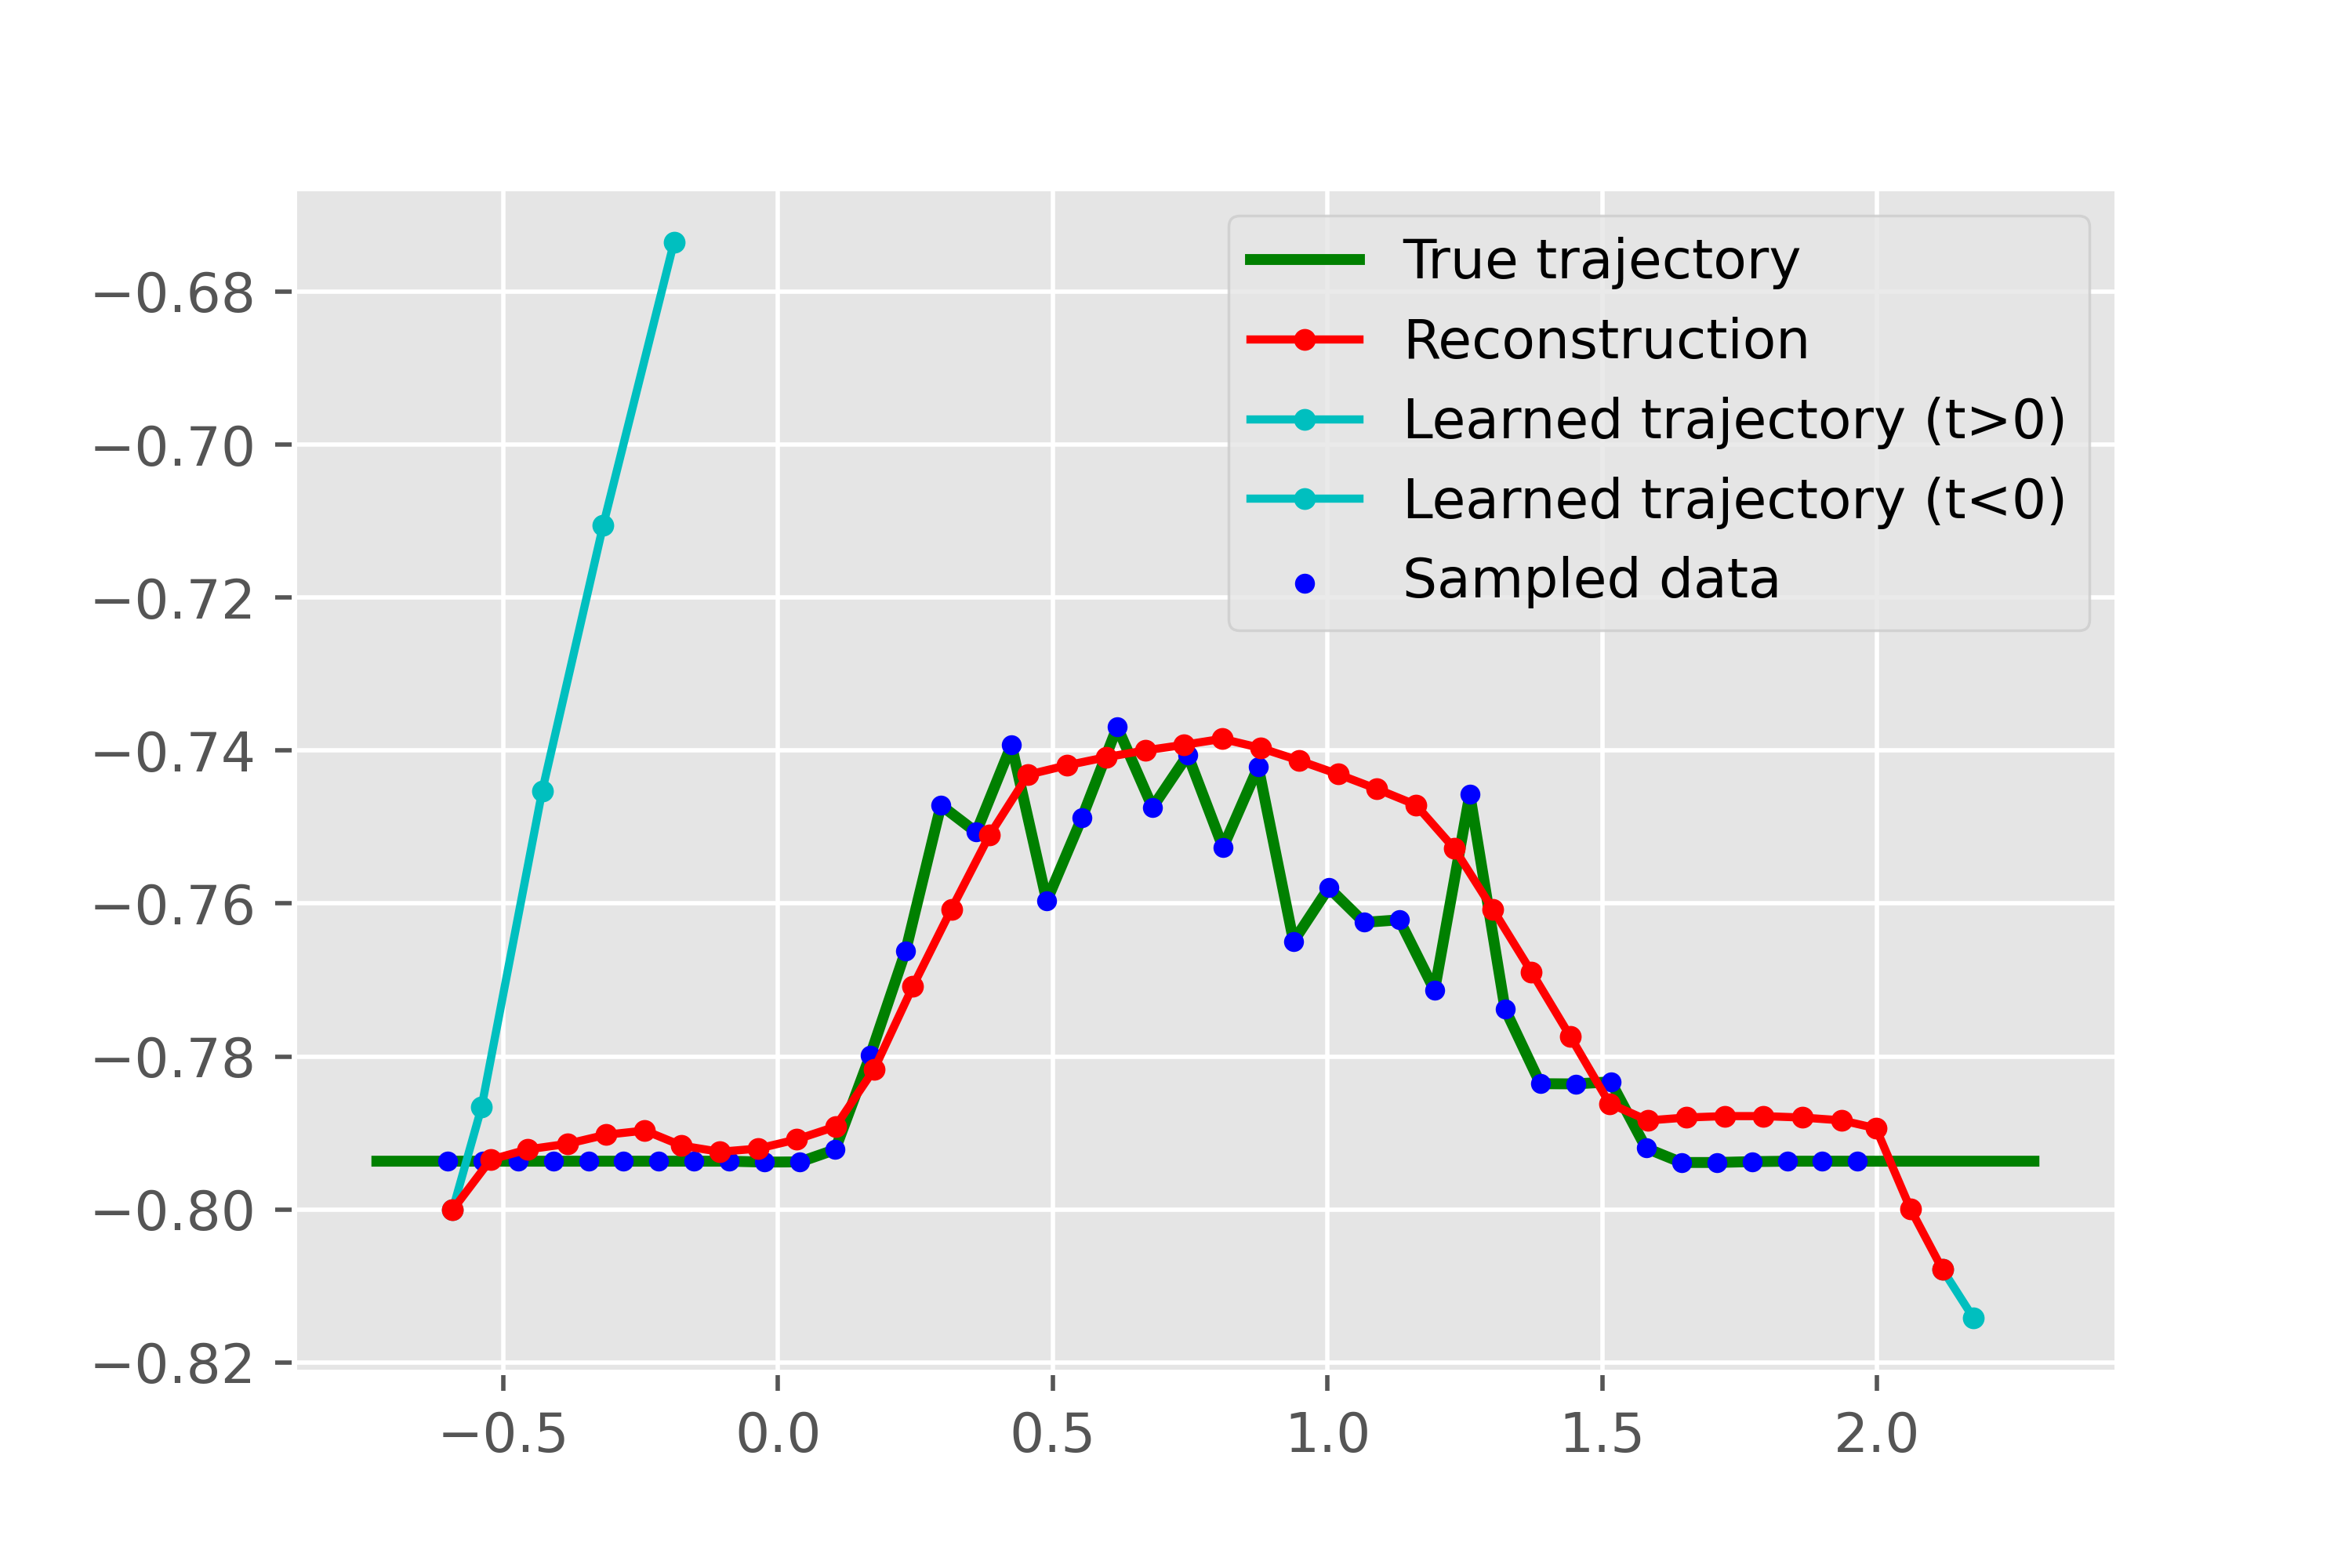 True trajectory
Reconstruction
Learned trajectory (t>0)
Learned trajectory (t<0)
Sampled data
−0.68
−0.70
−0.72
−0.74
−0.76
−0.78
−0.80
−0.82
−0.5 0.0 0.5 1.0 1.5 2.0